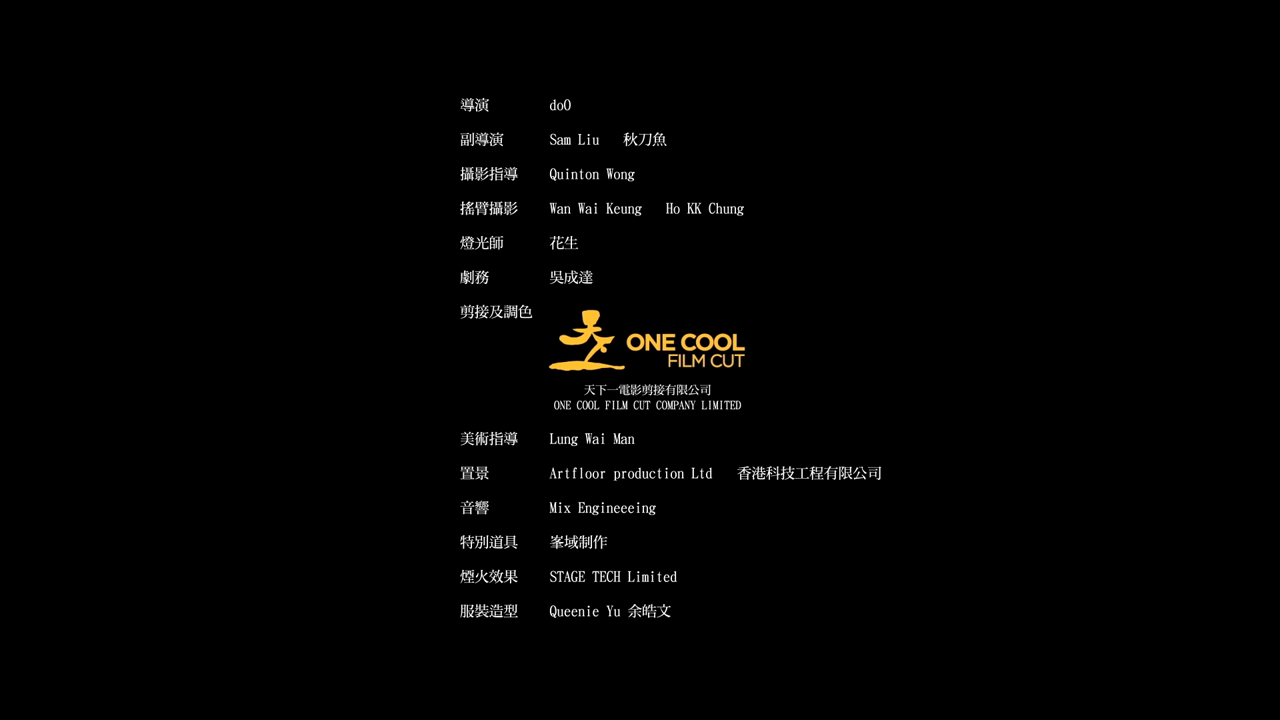 導演 doO
副導演 Sam Liu 秋刀魚
攝影指導 Quinton Wong
搖臂攝影 Wan Wai Keung Ho KK Chung
燈光師 花生
劇務 吳成達
剪接及調色
天下一 ONE COOL
FILM CUT
天下一電影剪接有限公司
ONE COOL FILM CUT COMPANY LIMITED
美術指導 Lung Wai Man
置景 Artfloor production Ltd 香港科技工程有限公司
音響 Mix Engineeeing
特別道具 峯域制作
煙火效果 STAGE TECH Limited
服裝造型 Queenie Yu 余皓文